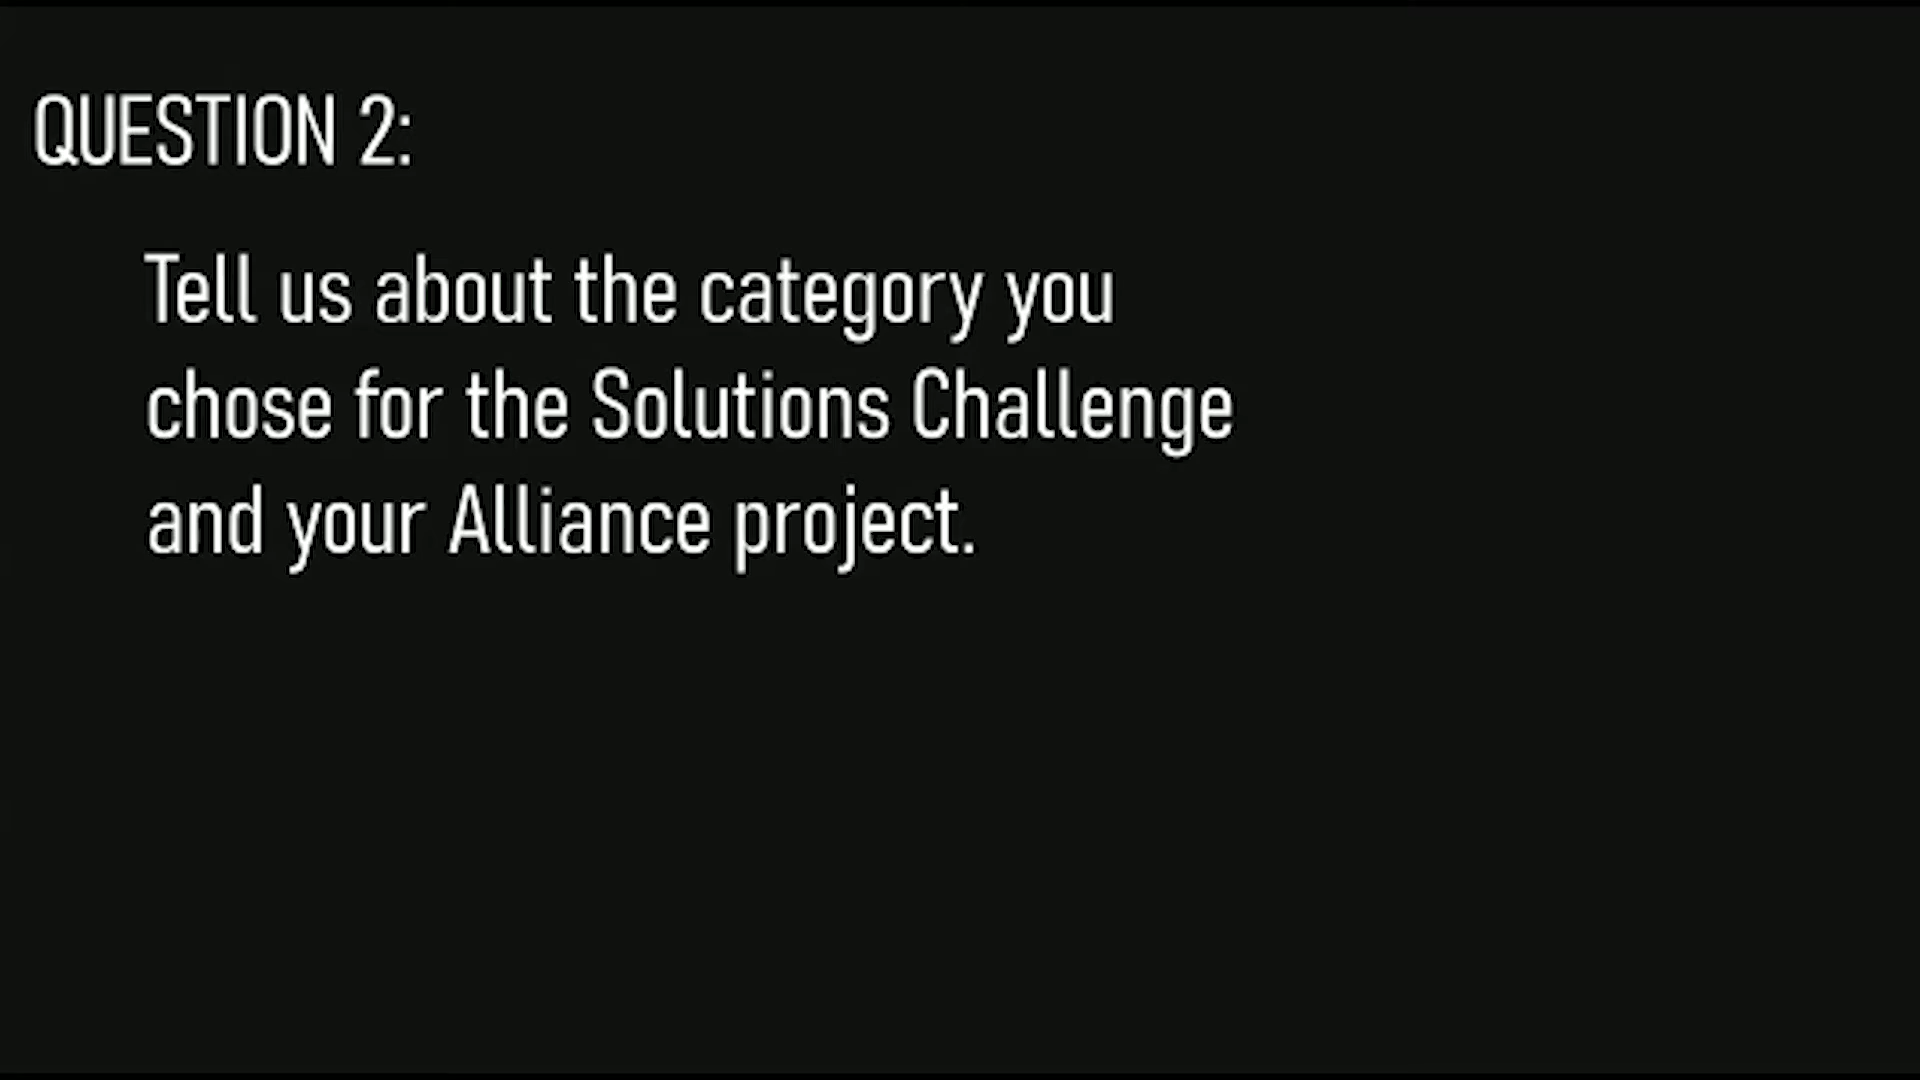 QUESTION 2:
Tell us about the category you
chose for the Solutions Challenge
and your Alliance project.